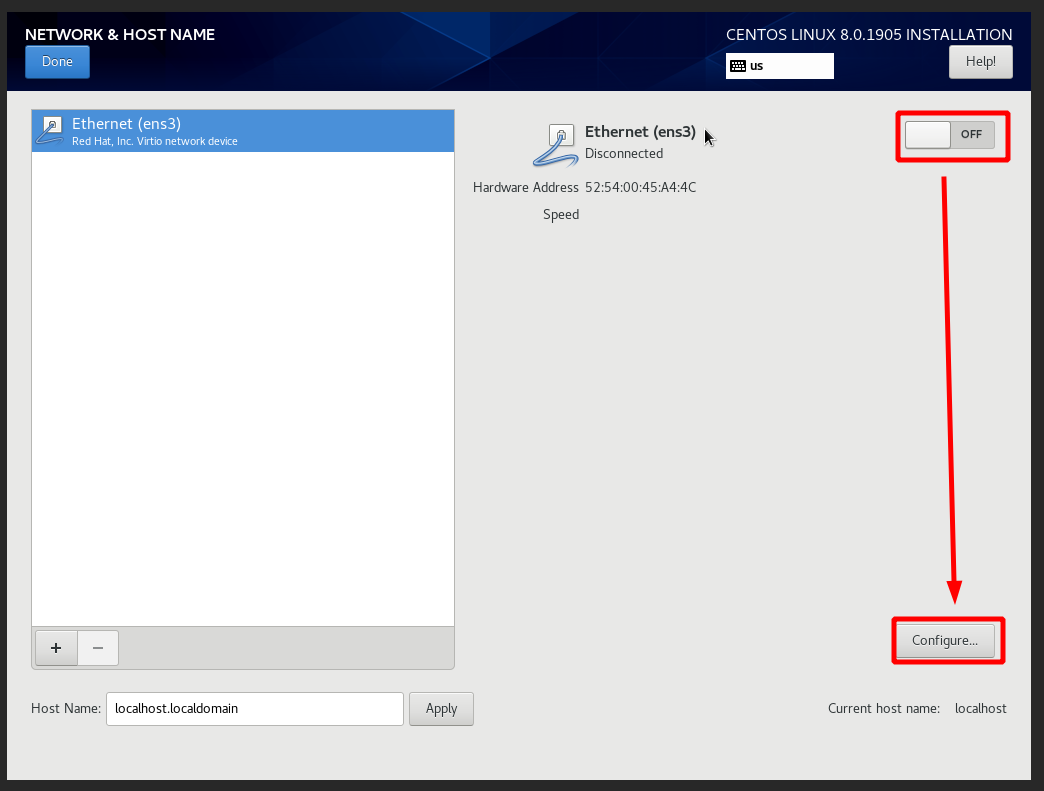 NETWORK & HOST NAME
CENTOS LINUX 8.0.1905 INSTALLATION
Done
us
Help!
Ethernet (ens3)
Red Hat, Inc. Virtio network device
Ethernet (ens3)
Disconnected
OFF
Hardware Address 52:54:00:45:A4:4C
Speed
+
−
Configure...
Host Name: localhost.localdomain Apply
Current host name: localhost